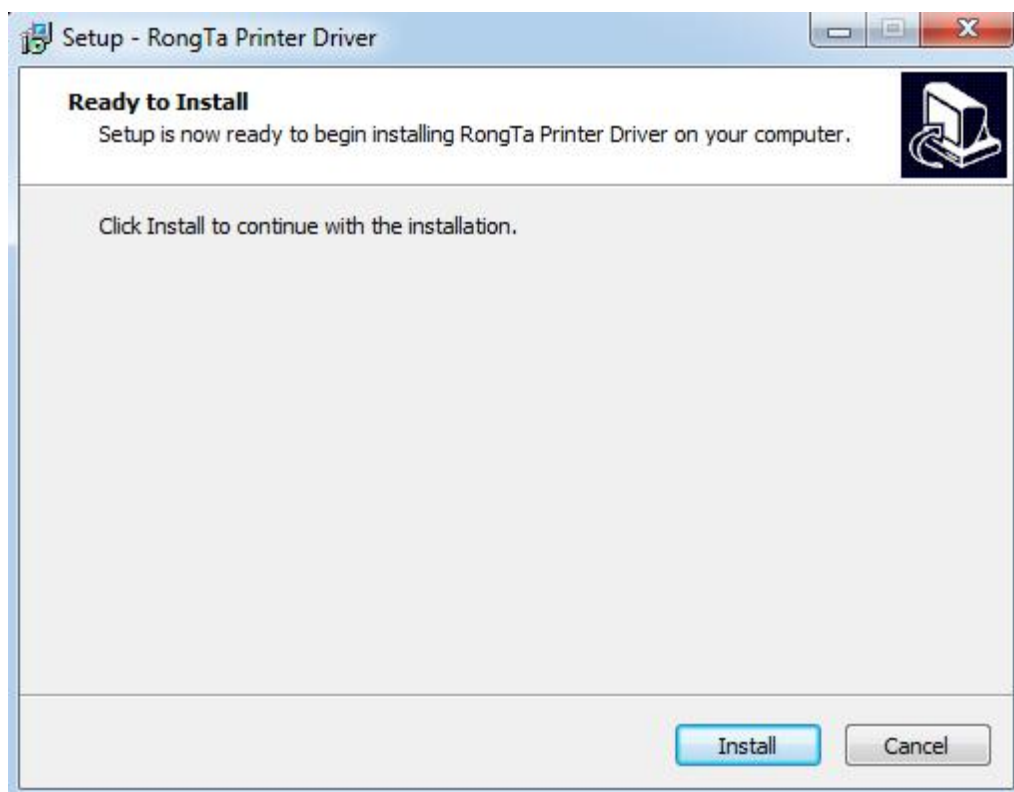 Setup - RongTa Printer Driver
Ready to Install
Setup is now ready to begin installing RongTa Printer Driver on your computer.
Click Install to continue with the installation.
Install
Cancel